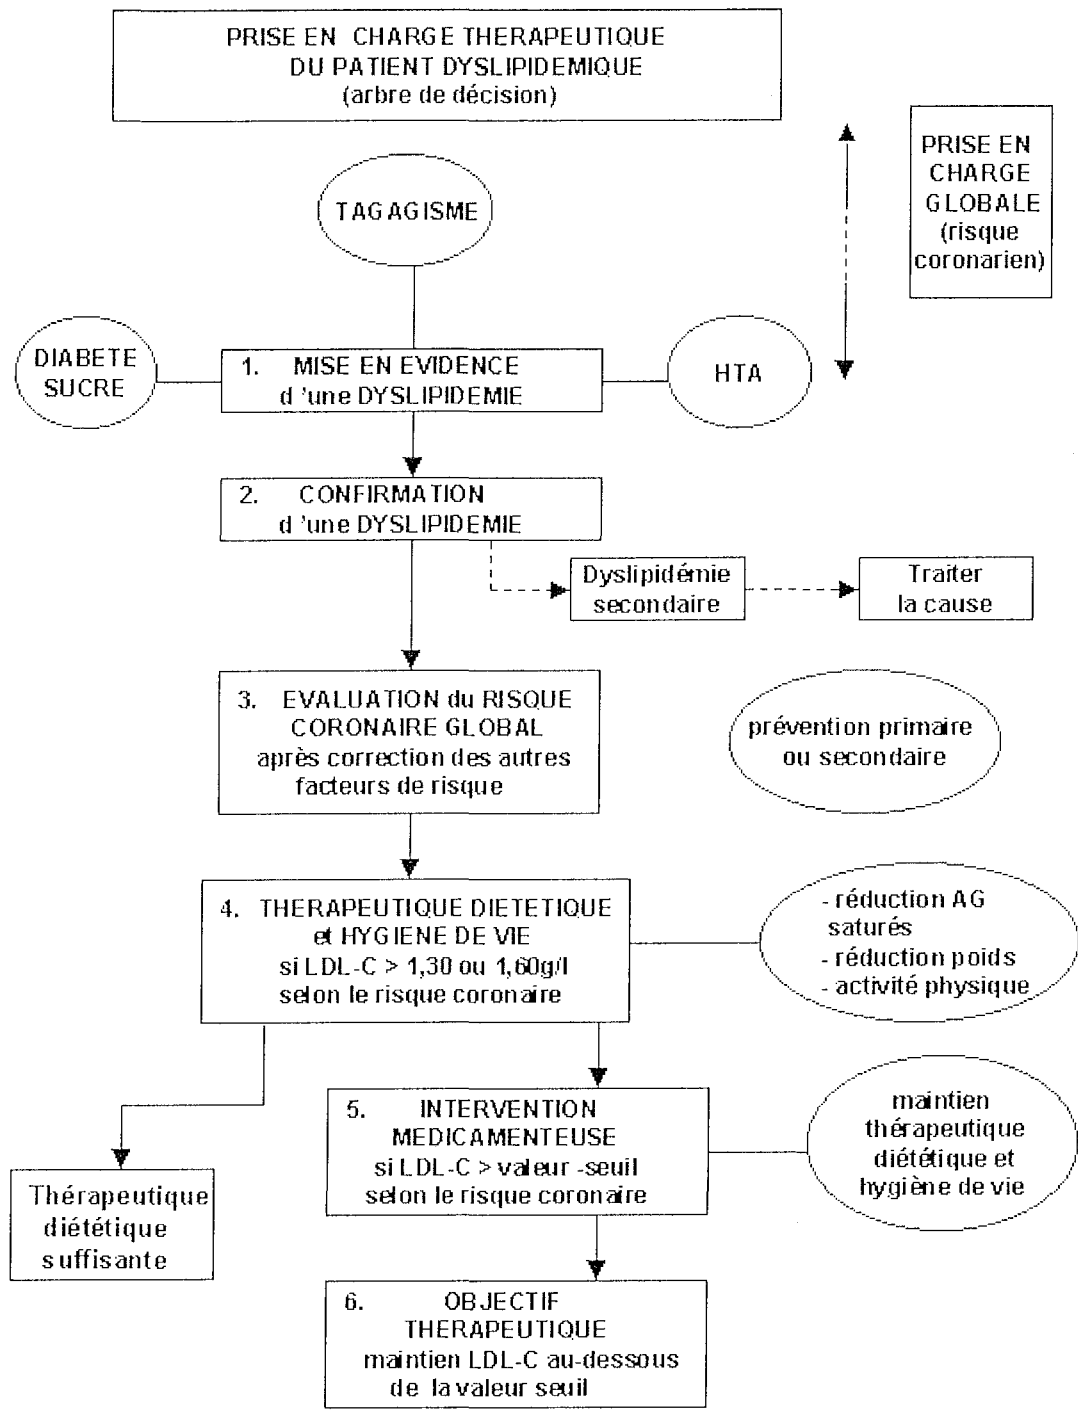 PRISE EN CHARGE THERAPEUTIQUE
DU PATIENT DYSLIPIDEMIQUE
(arbre de décision)
PRISE EN
CHARGE
GLOBALE
(risque
coronarien)
TAGAGISME
DIABETE
SUCRE
1. MISE EN EVIDENCE
d'une DYSLIPIDEMIE
HTA
2. CONFIRMATION
d'une DYSLIPIDEMIE
Dyslipidémie
secondaire
Traiter
la cause
3. EVALUATION du RISQUE
CORONAIRE GLOBAL
après correction des autres
facteurs de risque
prévention primaire
ou secondaire
4. THERAPEUTIQUE DIETETIQUE
et HYGIENE DE VIE
si LDL-C > 1,30 ou 1,60g/l
selon le risque coronaire
- réduction AG
saturés
- réduction poids
- activité physique
5. INTERVENTION
MEDICAMENTEUSE
si LDL-C > valeur -seuil
selon le risque coronaire
maintien
thérapeutique
diététique et
hygiène de vie
Thérapeutique
diététique
suffisante
6. OBJECTIF
THERAPEUTIQUE
maintien LDL-C au-dessous
de la valeur seuil